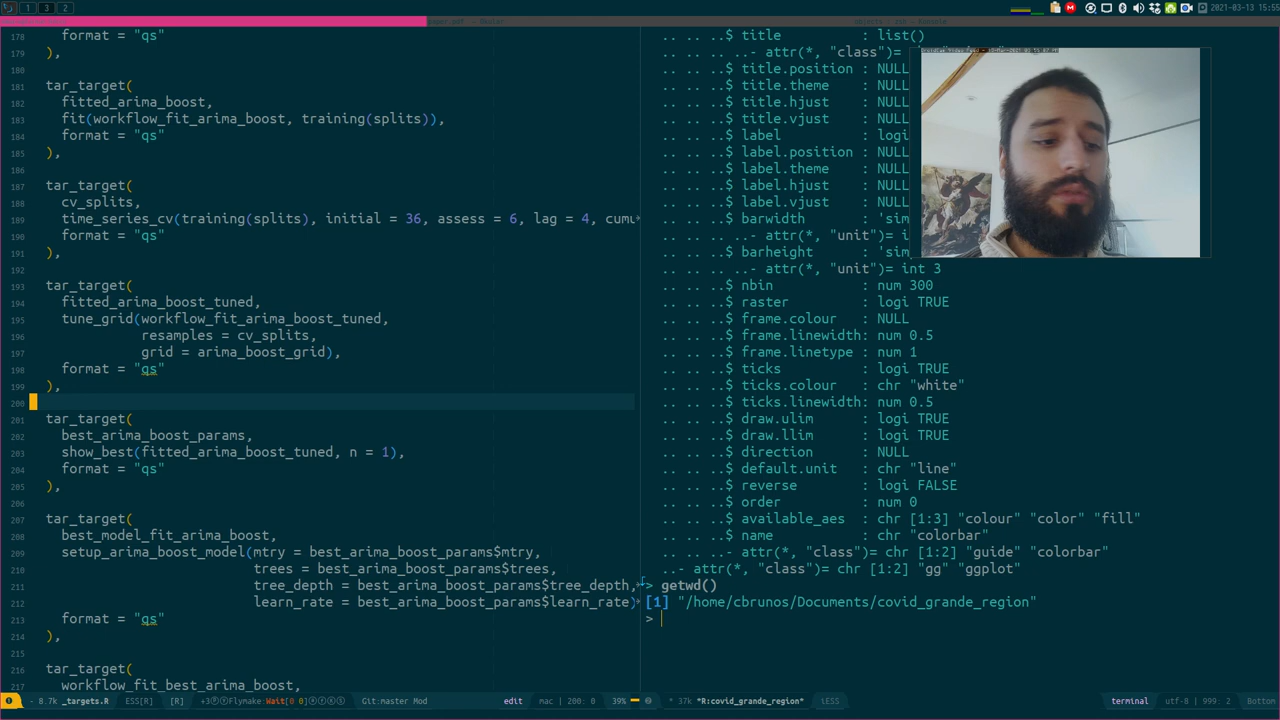 1
3
2
2021-03-13 15:55
178 format = "qs"
179 ),
180
181 tar_target(
182 fitted_arima_boost,
183 fit(workflow_fit_arima_boost, training(splits)),
184 format = "qs"
185 ),
186
187 tar_target(
188 cv_splits,
189 time_series_cv(training(splits), initial = 36, assess = 6, lag = 4, cumu
190 format = "qs"
191 ),
192
193 tar_target(
194 fitted_arima_boost_tuned,
195 tune_grid(workflow_fit_arima_boost_tuned,
196 resamples = cv_splits,
197 grid = arima_boost_grid),
198 format = "qs"
199 ),
200
201 tar_target(
202 best_arima_boost_params,
203 show_best(fitted_arima_boost_tuned, n = 1),
204 format = "qs"
205 ),
206
207 tar_target(
208 best_model_fit_arima_boost,
209 setup_arima_boost_model(mtry = best_arima_boost_params$mtry,
210 trees = best_arima_boost_params$trees,
211 tree_depth = best_arima_boost_params$tree_depth,
212 learn_rate = best_arima_boost_params$learn_rate)
213 format = "qs"
214 ),
215
216 tar_target(
217 workflow_fit_best_arima_boost,
- 8.7k _targets.R ESS[R] [R] Flymake:Wait[0 0] Git:master Mod edit mac | 200: 0 39%
.. .. ..$ title : list()
.. .. .. ..- attr(*, "class")=
.. .. ..$ title.position : NULL
.. .. ..$ title.theme : NULL
.. .. ..$ title.hjust : NULL
.. .. ..$ title.vjust : NULL
.. .. ..$ label : logi
.. .. ..$ label.position : NULL
.. .. ..$ label.theme : NULL
.. .. ..$ label.hjust : NULL
.. .. ..$ label.vjust : NULL
.. .. ..$ barwidth : 'sim
.. .. .. ..- attr(*, "unit")= i
.. .. ..$ barheight : 'sim
.. .. .. ..- attr(*, "unit")= int 3
.. .. ..$ nbin : num 300
.. .. ..$ raster : logi TRUE
.. .. ..$ frame.colour : NULL
.. .. ..$ frame.linewidth: num 0.5
.. .. ..$ frame.linetype : num 1
.. .. ..$ ticks : logi TRUE
.. .. ..$ ticks.colour : chr "white"
.. .. ..$ ticks.linewidth: num 0.5
.. .. ..$ draw.ulim : logi TRUE
.. .. ..$ draw.llim : logi TRUE
.. .. ..$ direction : NULL
.. .. ..$ default.unit : chr "line"
.. .. ..$ reverse : logi FALSE
.. .. ..$ order : num 0
.. .. ..$ available_aes : chr [1:3] "colour" "color" "fill"
.. .. ..$ name : chr "colorbar"
.. .. .. ..- attr(*, "class")= chr [1:2] "guide" "colorbar"
..- attr(*, "class")= chr [1:2] "gg" "ggplot"
> getwd()
[1] "/home/cbrunos/Documents/covid_grande_region"
>
* 37k *R:covid_grande_region* iESS terminal utf-8 | 999: 2 Bottom